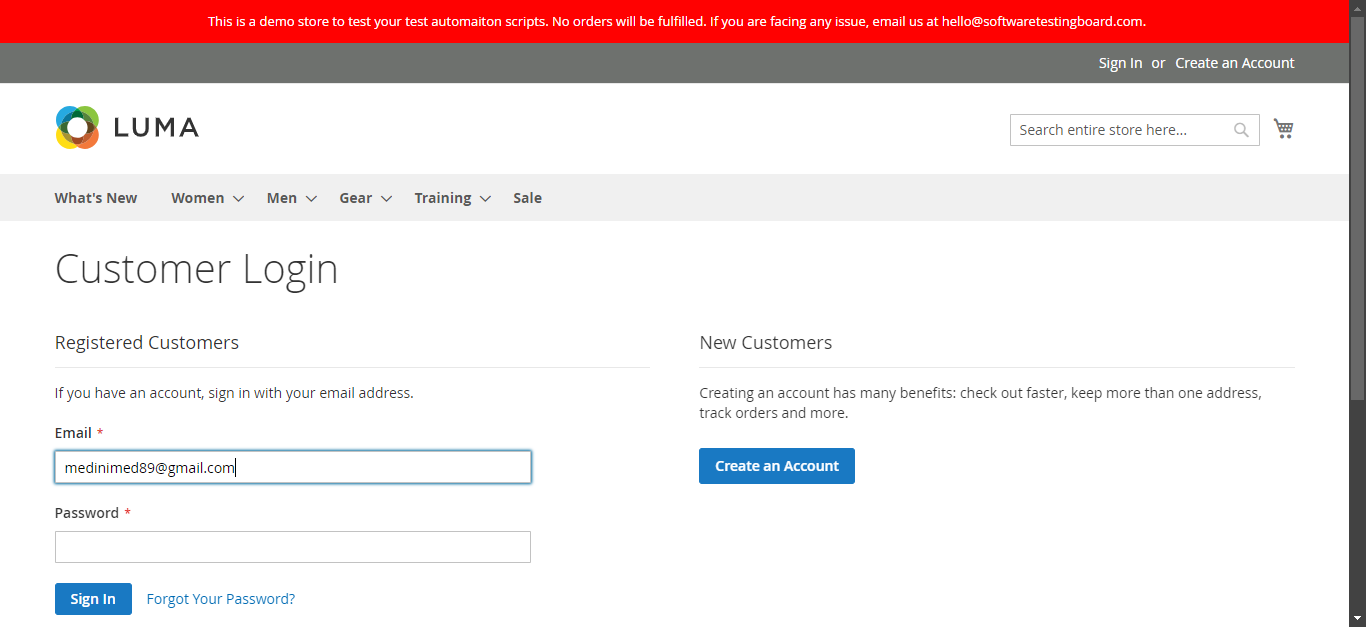 This is a demo store to test your test automaiton scripts. No orders will be fulfilled. If you are facing any issue, email us at hello@softwaretestingboard.com.
Sign In or Create an Account
LUMA
Search entire store here...
What's New Women Men Gear Training Sale
Customer Login
Registered Customers
If you have an account, sign in with your email address.
Email *
medinimed89@gmail.com
Password *
Sign In Forgot Your Password?
New Customers
Creating an account has many benefits: check out faster, keep more than one address,
track orders and more.
Create an Account